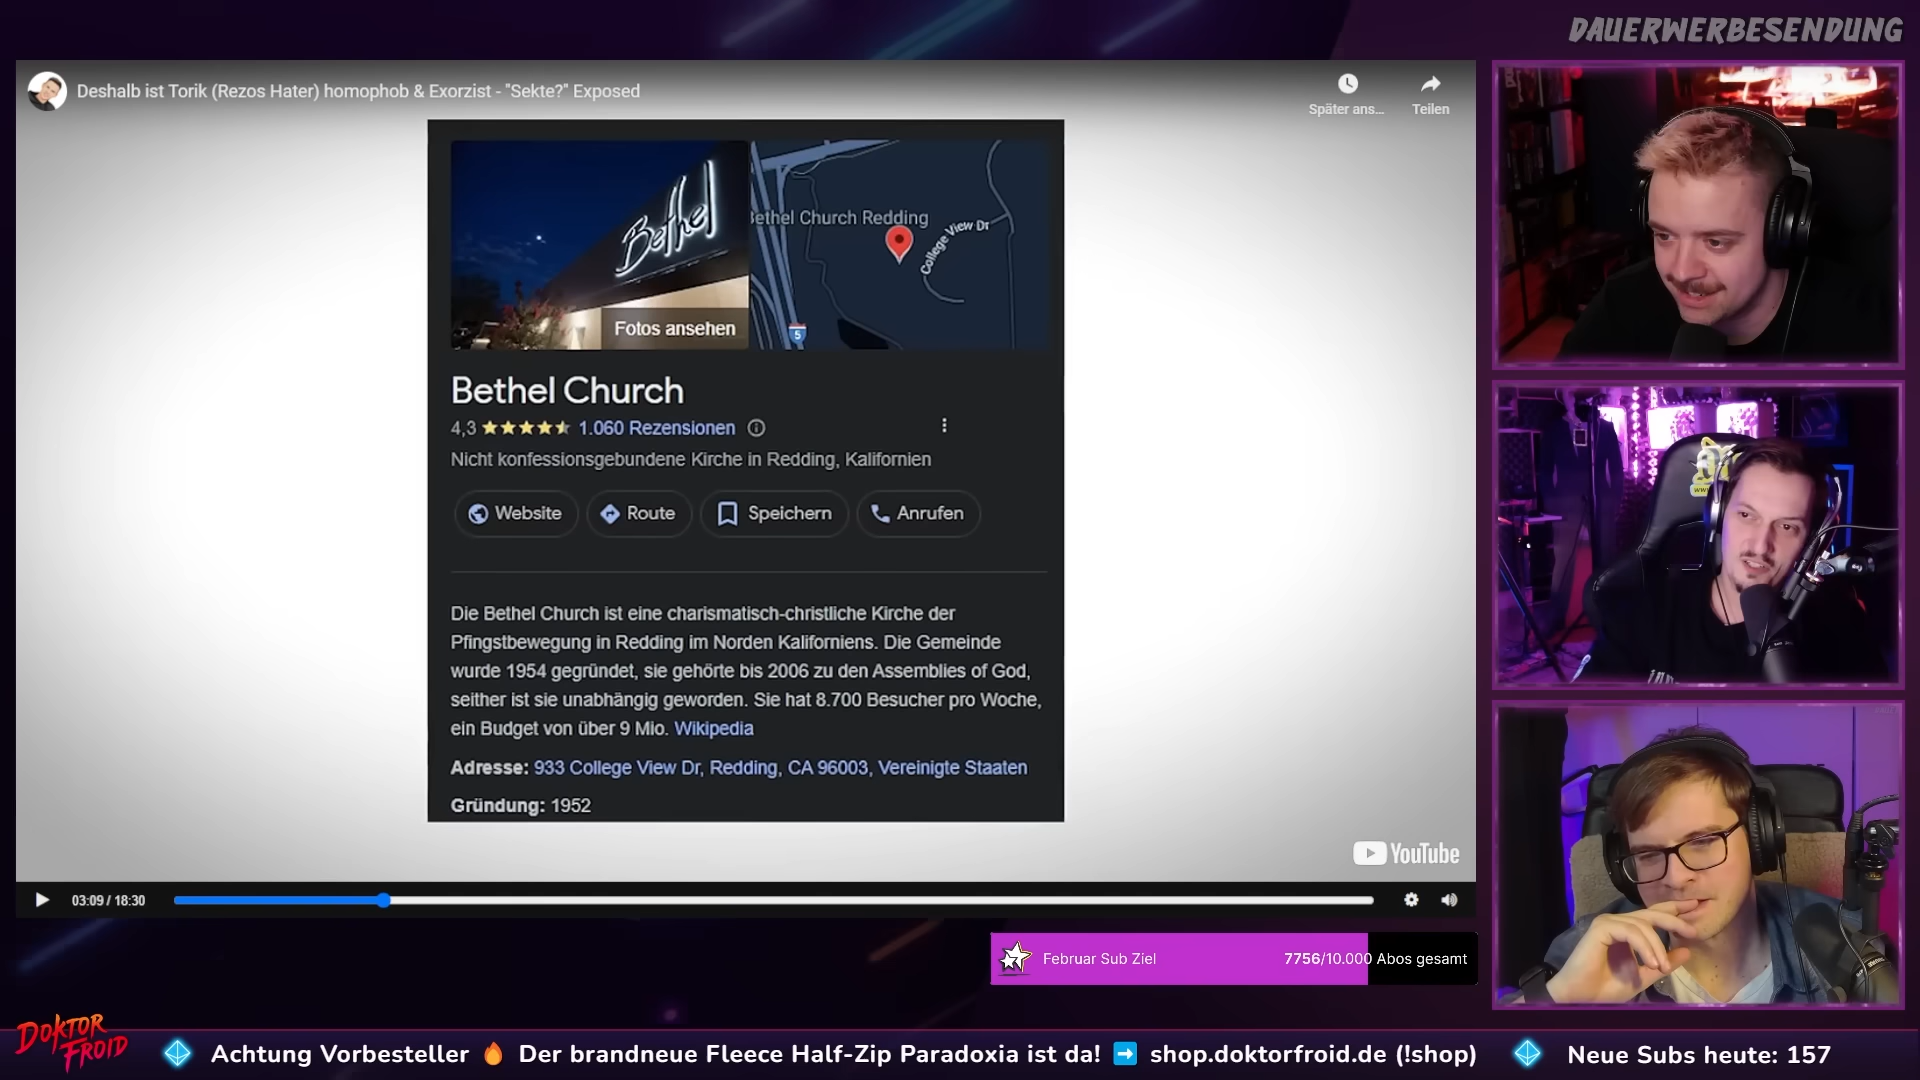 DAUERWERBESENDUNG
Deshalb ist Torik (Rezos Hater) homophob & Exorzist - "Sekte?" Exposed
Später ans...
Teilen
Bethel
Bethel Church Redding
College View Dr
5
Fotos ansehen
Bethel Church
4,3 1.060 Rezensionen
Nicht konfessionsgebundene Kirche in Redding, Kalifornien
Website
Route
Speichern
Anrufen
Die Bethel Church ist eine charismatisch-christliche Kirche der
Pfingstbewegung in Redding im Norden Kaliforniens. Die Gemeinde
wurde 1954 gegründet, sie gehörte bis 2006 zu den Assemblies of God,
seither ist sie unabhängig geworden. Sie hat 8.700 Besucher pro Woche,
ein Budget von über 9 Mio. Wikipedia
Adresse: 933 College View Dr, Redding, CA 96003, Vereinigte Staaten
Gründung: 1952
YouTube
03:09 / 18:30
Februar Sub Ziel
7756/10.000 Abos gesamt
DOKTOR
FROID
Achtung Vorbesteller 🔥 Der brandneue Fleece Half-Zip Paradoxia ist da! ➡ shop.doktorfroid.de (!shop)
Neue Subs heute: 157